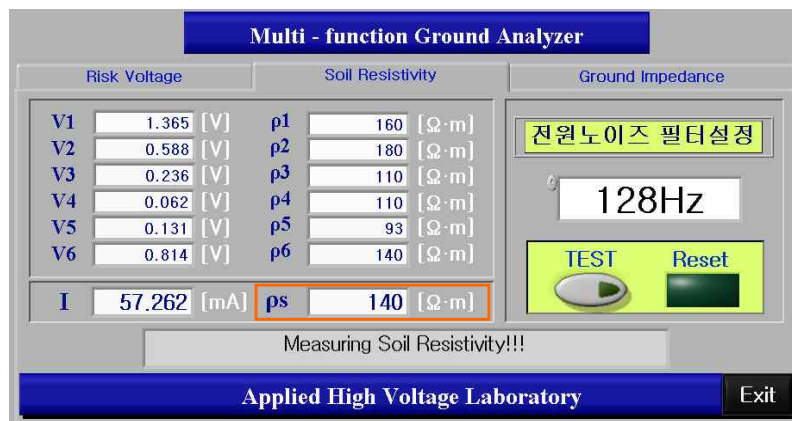 Multi - function Ground Analyzer
Risk Voltage Soil Resistivity Ground Impedance
V1 1.365 [V] ρ1 160 [Ω·m]
V2 0.588 [V] ρ2 180 [Ω·m]
V3 0.236 [V] ρ3 110 [Ω·m]
V4 0.062 [V] ρ4 110 [Ω·m]
V5 0.131 [V] ρ5 93 [Ω·m]
V6 0.814 [V] ρ6 140 [Ω·m]
I 57.262 [mA] ρs 140 [Ω·m]
전원노이즈 필터설정
128Hz
TEST Reset
Measuring Soil Resistivity!!!
Applied High Voltage Laboratory Exit